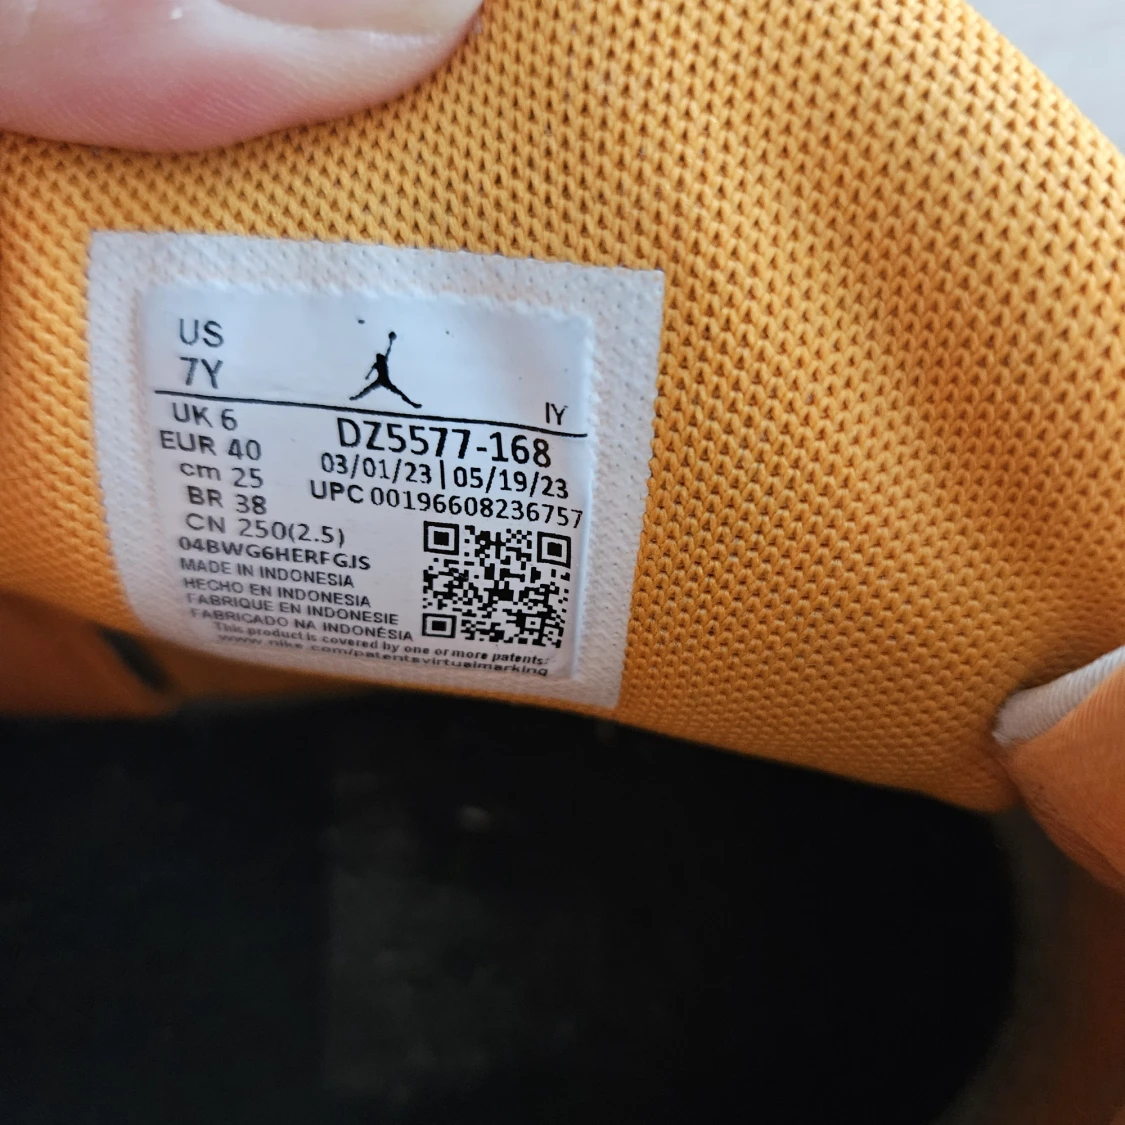 US
7Y
IY
UK 6
EUR 40
cm 25
BR 38
CN 250(2.5)
DZ5577-168
03/01/23 | 05/19/23
UPC 00196608236757
04BWG6HERFGJS
MADE IN INDONESIA
HECHO EN INDONESIA
FABRIQUE EN INDONESIE
FABRICADO NA INDONÉSIA
This product is covered by one or more patents:
www.nike.com/patentsvirtualmarking